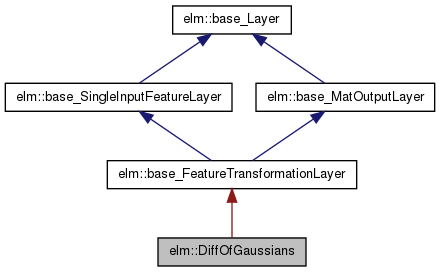 elm::base_Layer
elm::base_SingleInputFeatureLayer
elm::base_MatOutputLayer
elm::base_FeatureTransformationLayer
elm::DiffOfGaussians